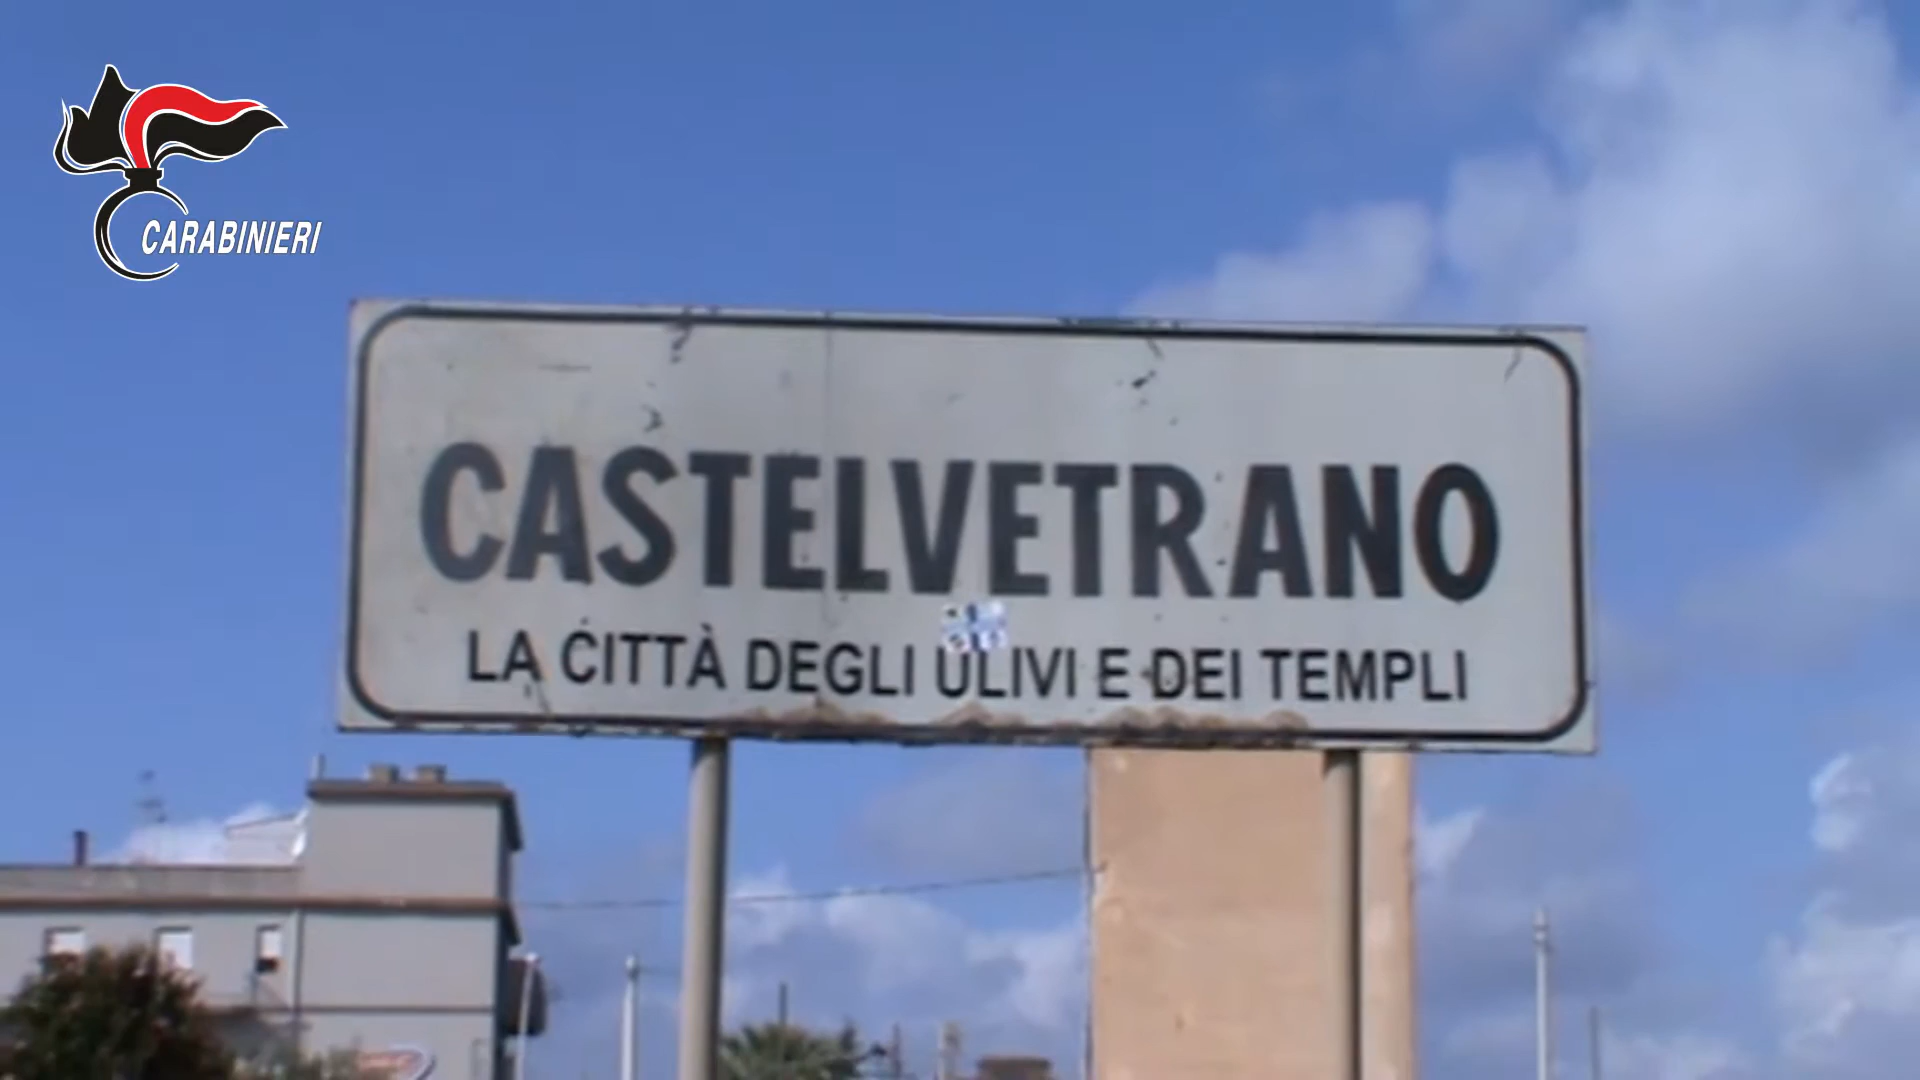 CARABINIERI
CASTELVETRANO
LA CITTÀ DEGLI ULIVI E DEI TEMPLI